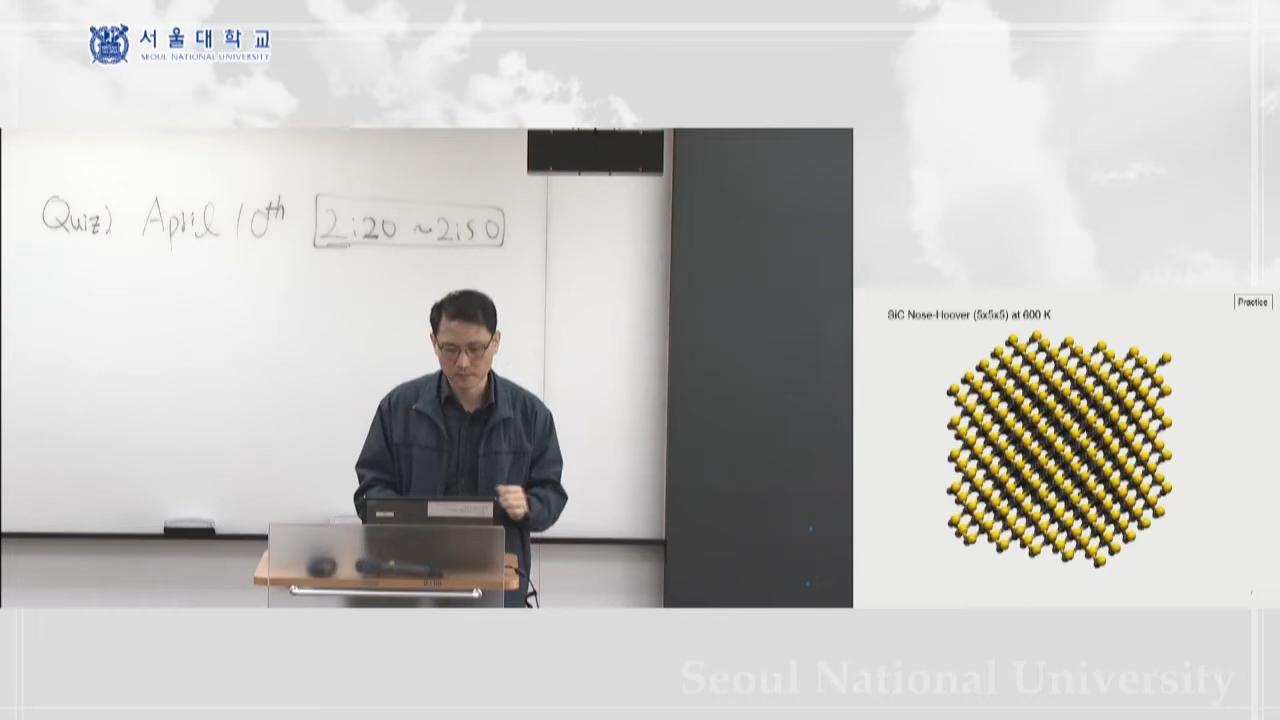 서울대학교
SEOUL NATIONAL UNIVERSITY
Quiz) April 10th 2:20 ~ 2:50
Practice
SiC Nose-Hoover (5x5x5) at 600 K
Seoul National University